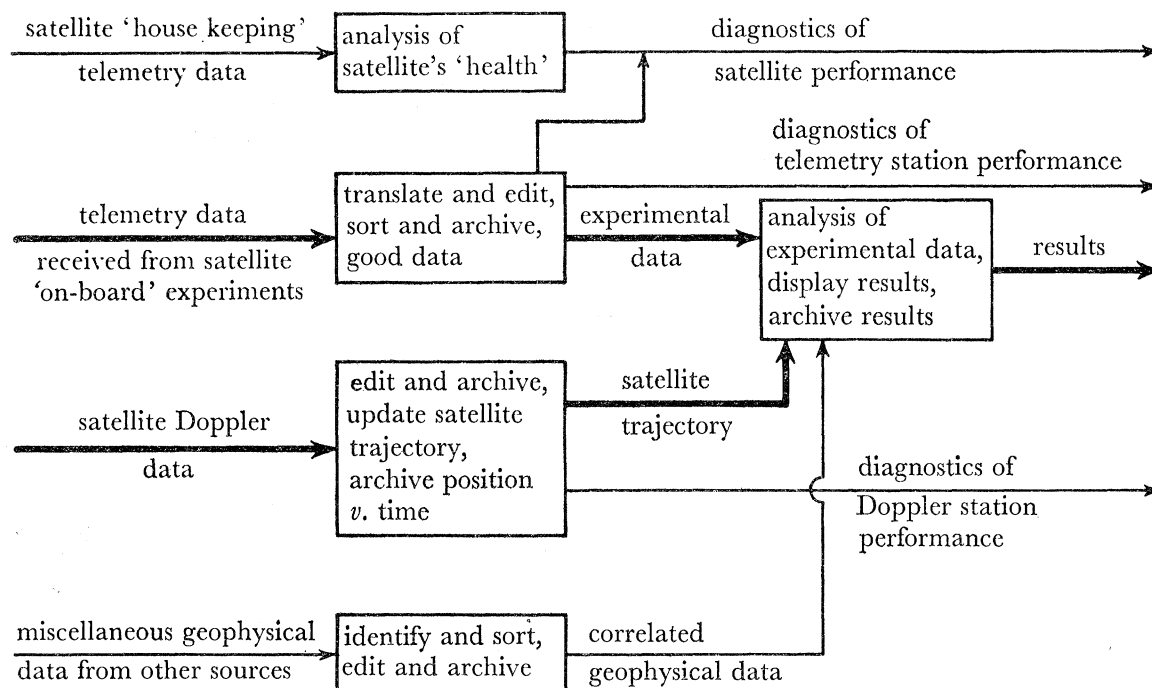 satellite ‘house keeping’
telemetry data
analysis of
satellite’s ‘health’
diagnostics of
satellite performance
diagnostics of
telemetry station performance
telemetry data
received from satellite
‘on-board’ experiments
translate and edit,
sort and archive,
good data
experimental
data
analysis of
experimental data,
display results,
archive results
results
satellite Doppler
data
edit and archive,
update satellite
trajectory,
archive position
v. time
satellite
trajectory
diagnostics of
Doppler station
performance
miscellaneous geophysical
data from other sources
identify and sort,
edit and archive
correlated
geophysical data